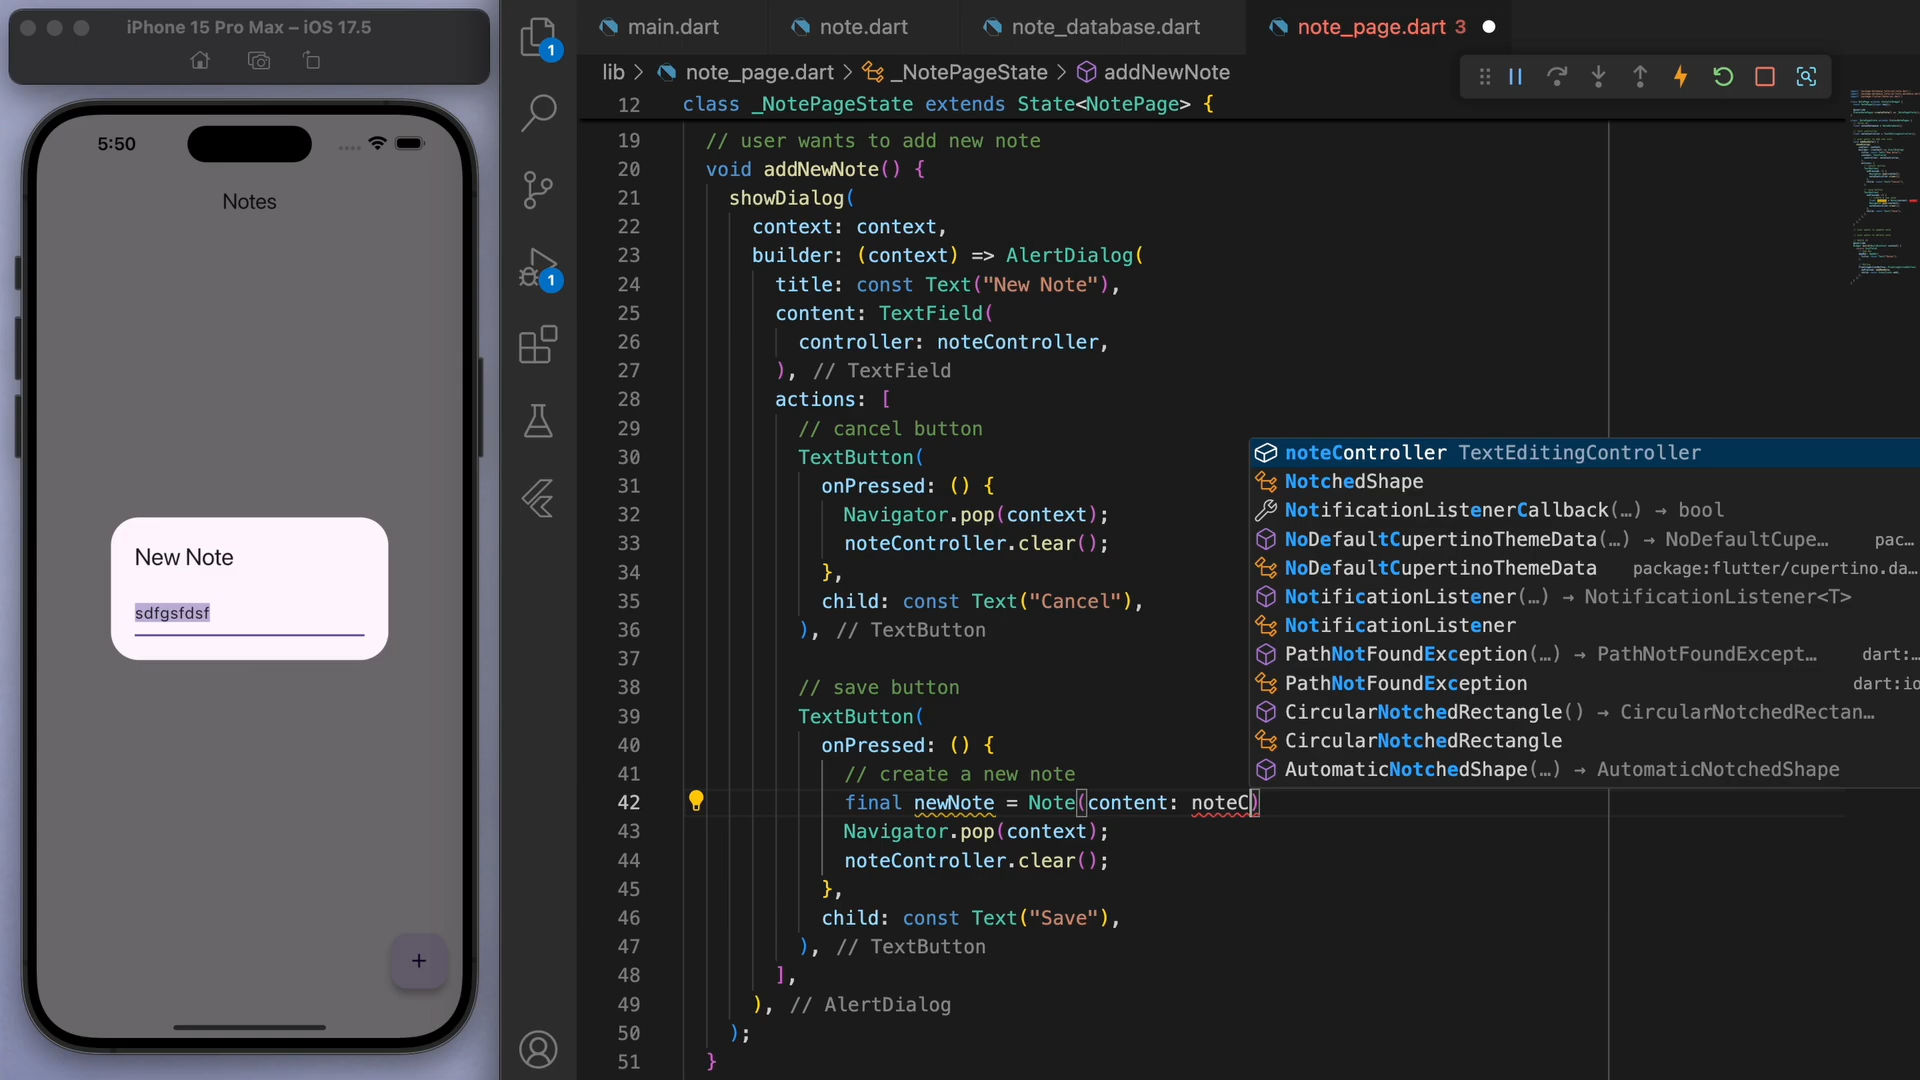 iPhone 15 Pro Max – iOS 17.5
5:50
Notes
New Note
sdfgsfdsf
+
1
1
main.dart
note.dart
note_database.dart
note_page.dart 3
lib > note_page.dart > _NotePageState > addNewNote
12 class _NotePageState extends State<NotePage> {
19 // user wants to add new note
20 void addNewNote() {
21 showDialog(
22 context: context,
23 builder: (context) => AlertDialog(
24 title: const Text("New Note"),
25 content: TextField(
26 controller: noteController,
27 ), // TextField
28 actions: [
29 // cancel button
30 TextButton(
31 onPressed: () {
32 Navigator.pop(context);
33 noteController.clear();
34 },
35 child: const Text("Cancel"),
36 ), // TextButton
37
38 // save button
39 TextButton(
40 onPressed: () {
41 // create a new note
42 final newNote = Note(content: noteC)
43 Navigator.pop(context);
44 noteController.clear();
45 },
46 child: const Text("Save"),
47 ), // TextButton
48 ],
49 ), // AlertDialog
50 );
51 }
noteController TextEditingController
NotchedShape
NotificationListenerCallback(…) → bool
NoDefaultCupertinoThemeData(…) → NoDefaultCupe… pac…
NoDefaultCupertinoThemeData package:flutter/cupertino.da…
NotificationListener(…) → NotificationListener<T>
NotificationListener
PathNotFoundException(…) → PathNotFoundExcept… dart:…
PathNotFoundException dart:io
CircularNotchedRectangle() → CircularNotchedRectan…
CircularNotchedRectangle
AutomaticNotchedShape(…) → AutomaticNotchedShape